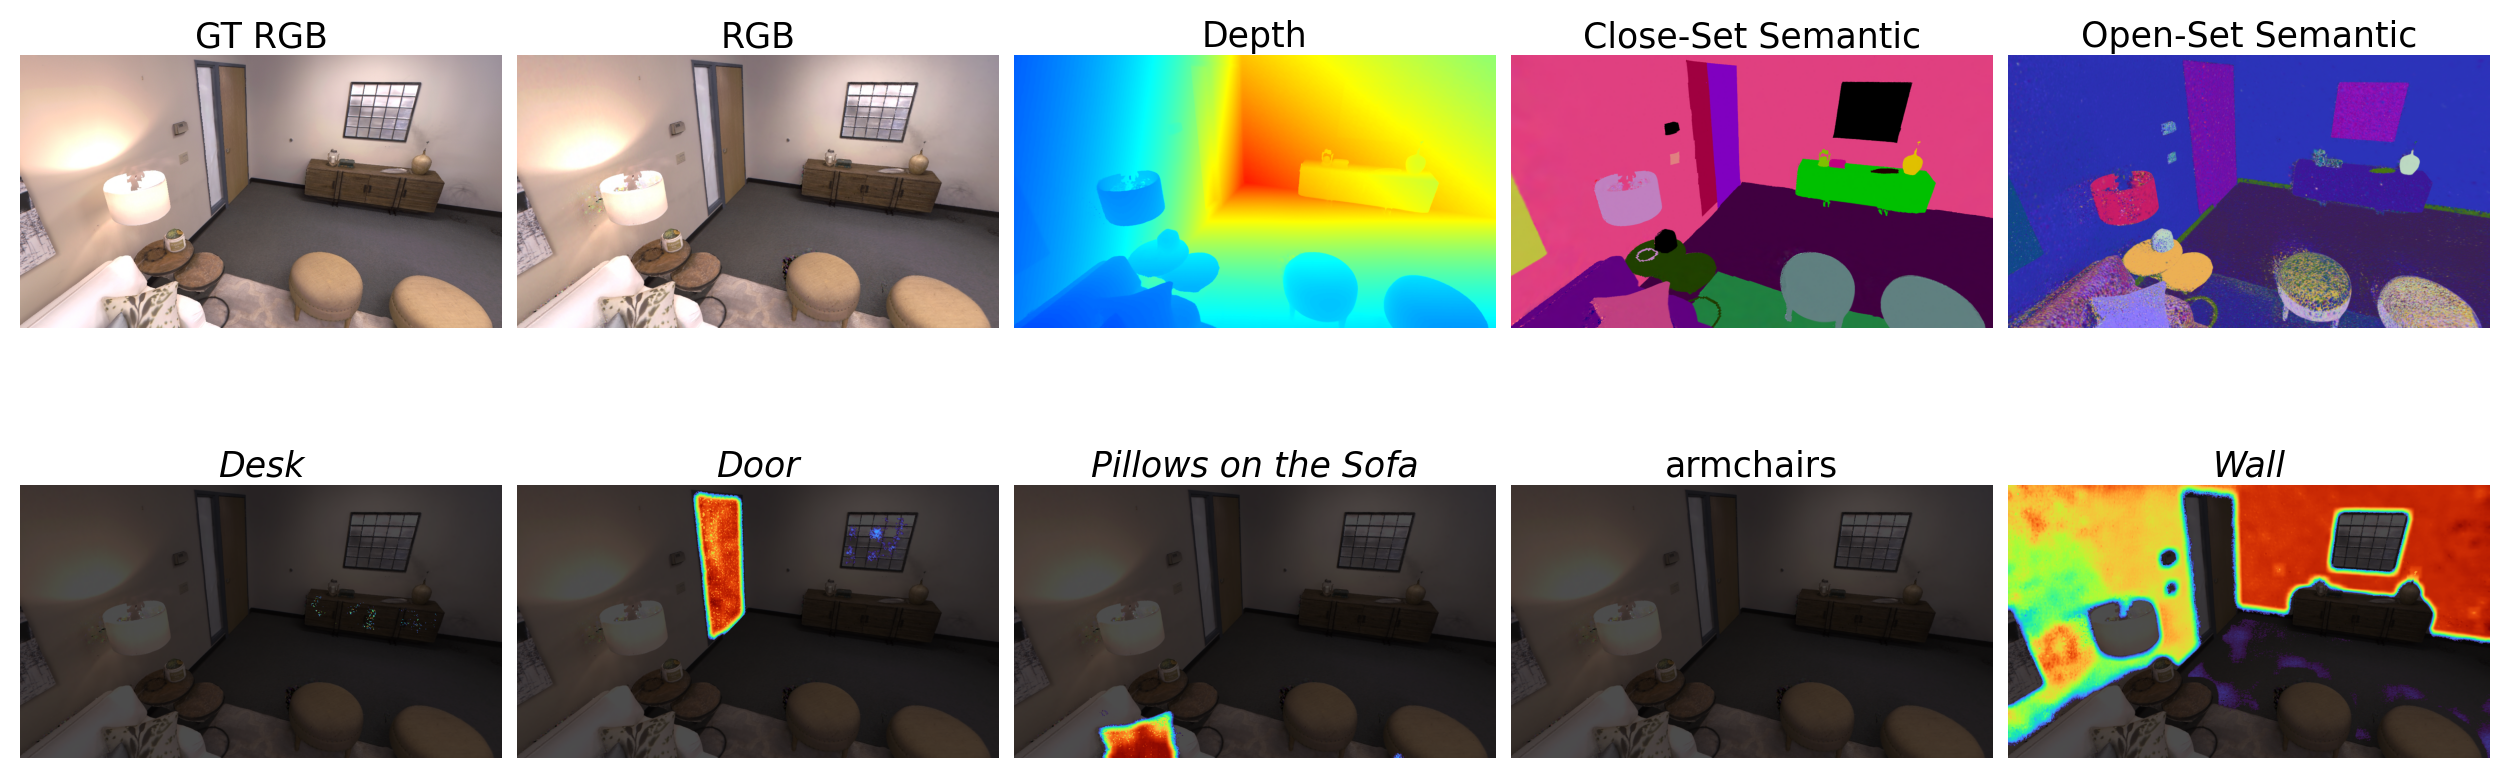 GT RGB
RGB
Depth
Close-Set Semantic
Open-Set Semantic
Desk
Door
Pillows on the Sofa
armchairs
Wall